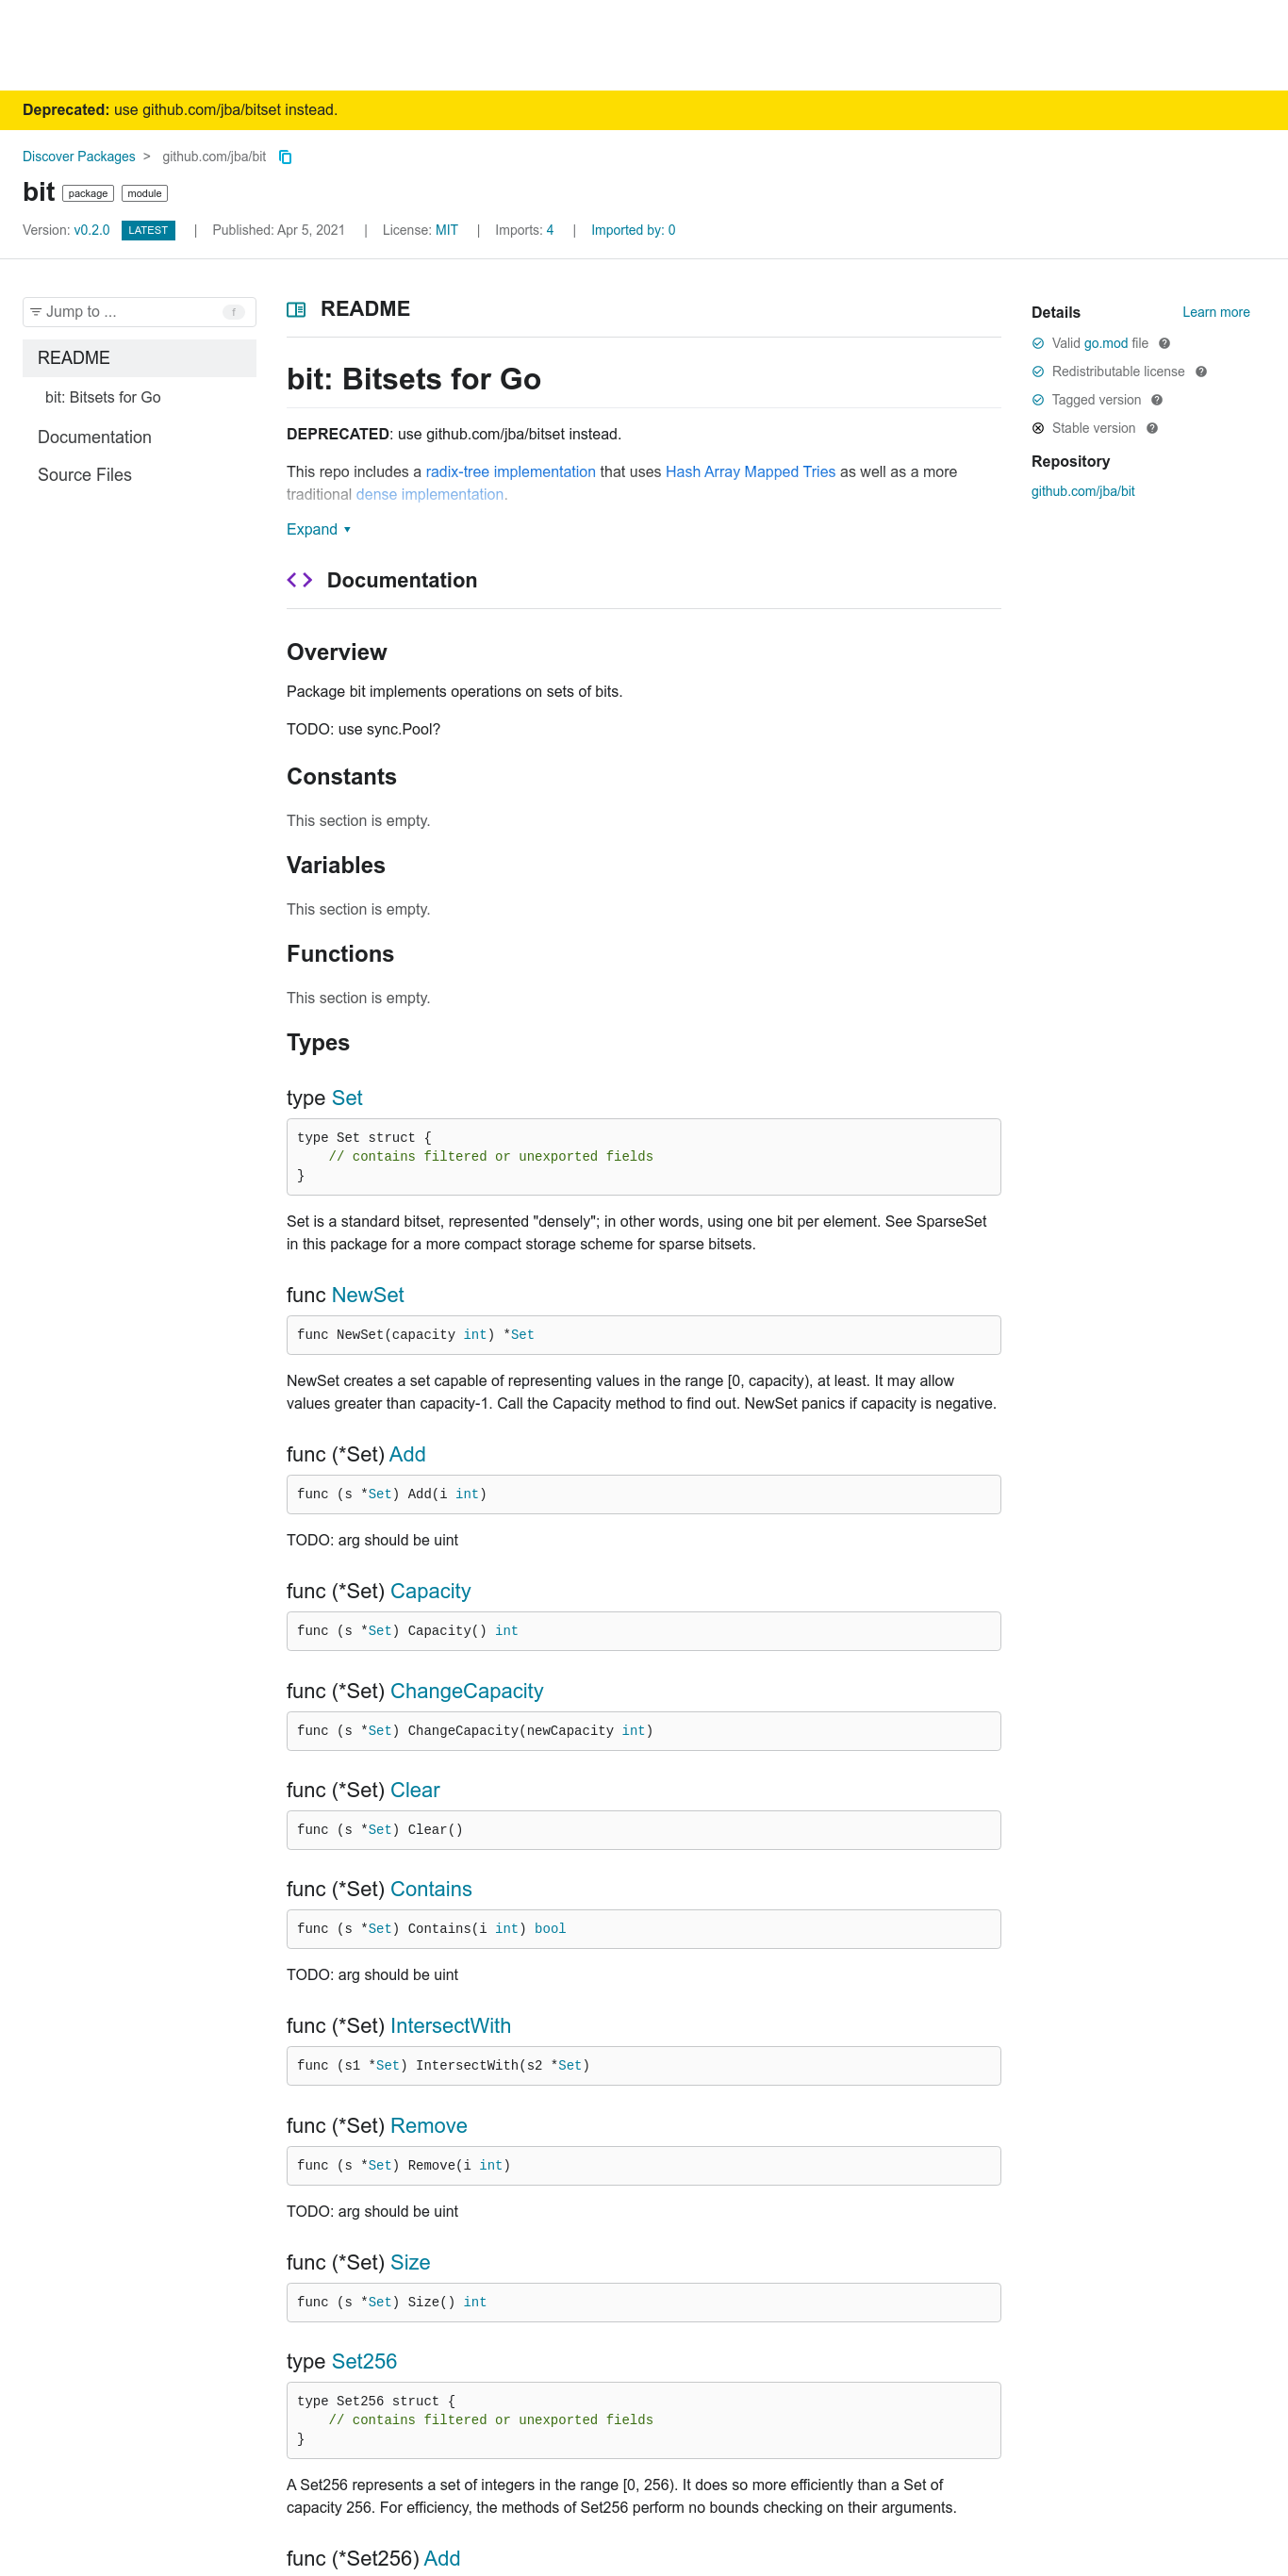 Deprecated: use github.com/jba/bitset instead.
Discover Packages > github.com/jba/bit
bit package module
Version: v0.2.0 LATEST | Published: Apr 5, 2021 | License: MIT | Imports: 4 | Imported by: 0
Jump to ... f
README
bit: Bitsets for Go
Documentation
Source Files
README
bit: Bitsets for Go
DEPRECATED: use github.com/jba/bitset instead.
This repo includes a radix-tree implementation that uses Hash Array Mapped Tries as well as a more
traditional dense implementation.
Expand ▾
Documentation
Overview
Package bit implements operations on sets of bits.
TODO: use sync.Pool?
Constants
This section is empty.
Variables
This section is empty.
Functions
This section is empty.
Types
type Set
type Set struct {
// contains filtered or unexported fields
}
Set is a standard bitset, represented "densely"; in other words, using one bit per element. See SparseSet
in this package for a more compact storage scheme for sparse bitsets.
func NewSet
func NewSet(capacity int) *Set
NewSet creates a set capable of representing values in the range [0, capacity), at least. It may allow
values greater than capacity-1. Call the Capacity method to find out. NewSet panics if capacity is negative.
func (*Set) Add
func (s *Set) Add(i int)
TODO: arg should be uint
func (*Set) Capacity
func (s *Set) Capacity() int
func (*Set) ChangeCapacity
func (s *Set) ChangeCapacity(newCapacity int)
func (*Set) Clear
func (s *Set) Clear()
func (*Set) Contains
func (s *Set) Contains(i int) bool
TODO: arg should be uint
func (*Set) IntersectWith
func (s1 *Set) IntersectWith(s2 *Set)
func (*Set) Remove
func (s *Set) Remove(i int)
TODO: arg should be uint
func (*Set) Size
func (s *Set) Size() int
type Set256
type Set256 struct {
// contains filtered or unexported fields
}
A Set256 represents a set of integers in the range [0, 256). It does so more efficiently than a Set of
capacity 256. For efficiency, the methods of Set256 perform no bounds checking on their arguments.
func (*Set256) Add
Details Learn more
Valid go.mod file
Redistributable license
Tagged version
Stable version
Repository
github.com/jba/bit